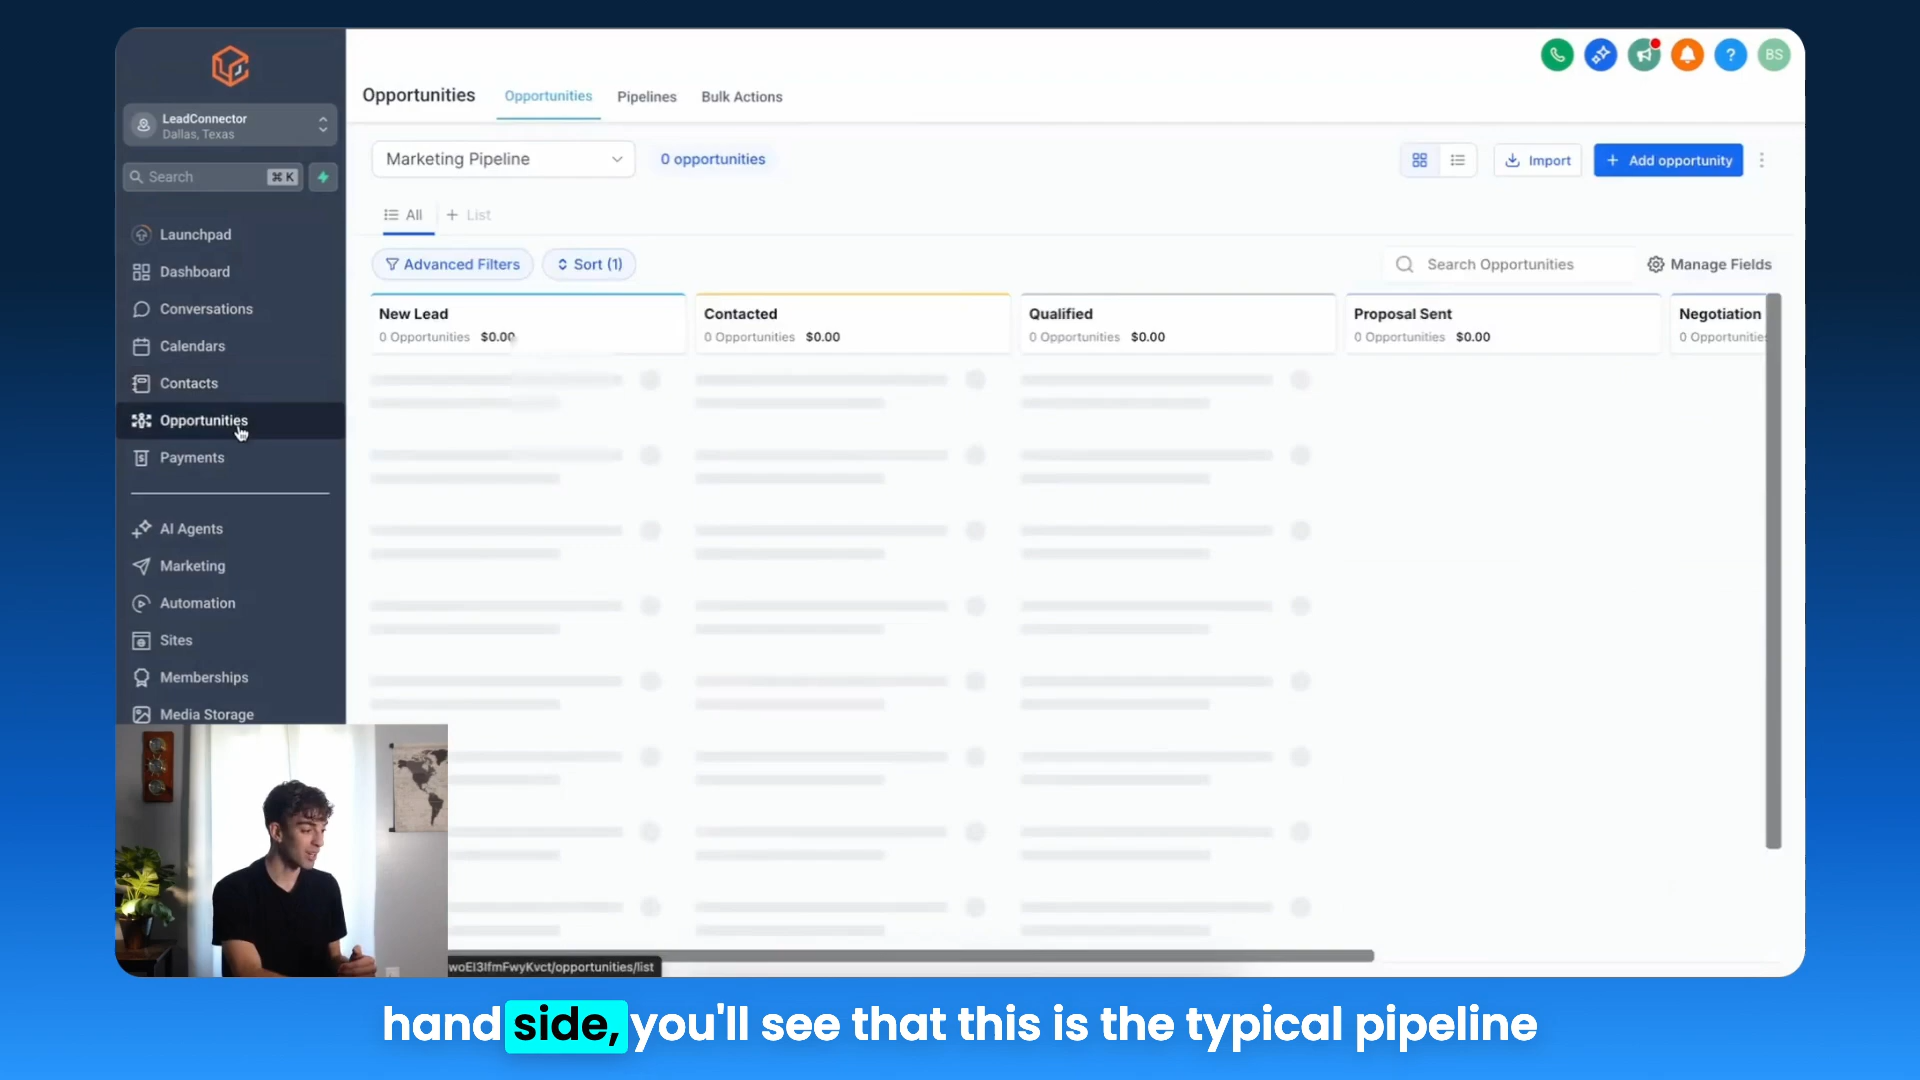 LeadConnector
Dallas, Texas
Search
⌘ K
Launchpad
Dashboard
Conversations
Calendars
Contacts
Opportunities
Payments
AI Agents
Marketing
Automation
Sites
Memberships
Media Storage
Opportunities
Opportunities
Pipelines
Bulk Actions
?
BS
Marketing Pipeline
0 opportunities
Import
+ Add opportunity
All
+ List
Advanced Filters
Sort (1)
Search Opportunities
Manage Fields
New Lead
0 Opportunities $0.00
Contacted
0 Opportunities $0.00
Qualified
0 Opportunities $0.00
Proposal Sent
0 Opportunities $0.00
Negotiation
0 Opportunities
/opportunities/list
hand side, you'll see that this is the typical pipeline